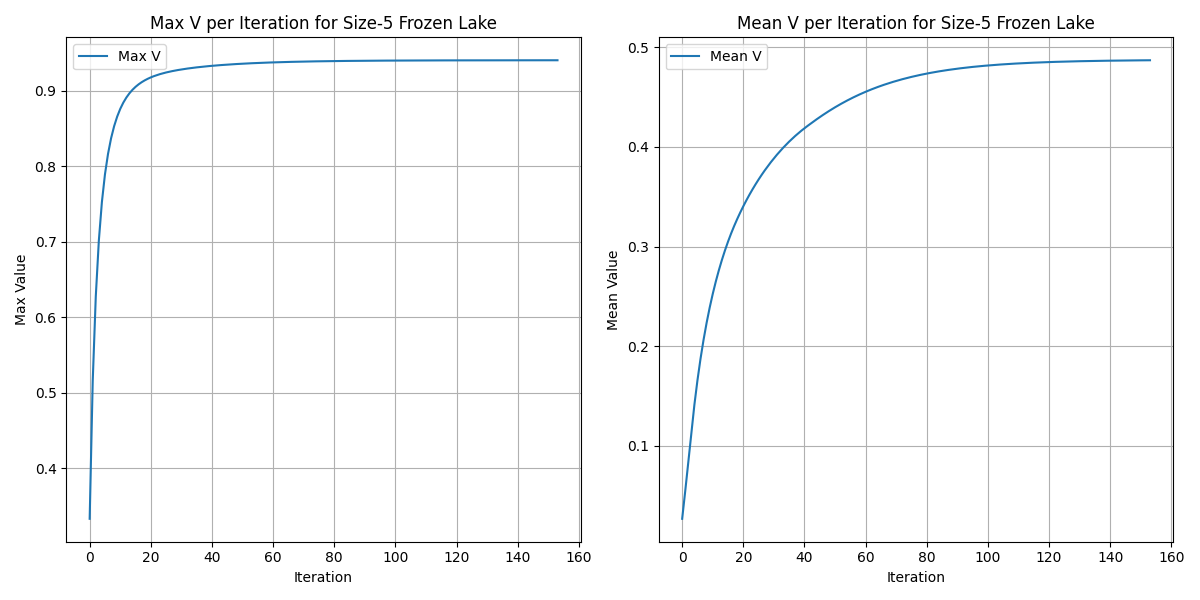 Max V per Iteration for Size-5 Frozen Lake
Max V
0.9
0.8
0.7
0.6
0.5
0.4
Max Value
0 20 40 60 80 100 120 140 160
Iteration
Mean V per Iteration for Size-5 Frozen Lake
Mean V
0.5
0.4
0.3
0.2
0.1
Mean Value
0 20 40 60 80 100 120 140 160
Iteration